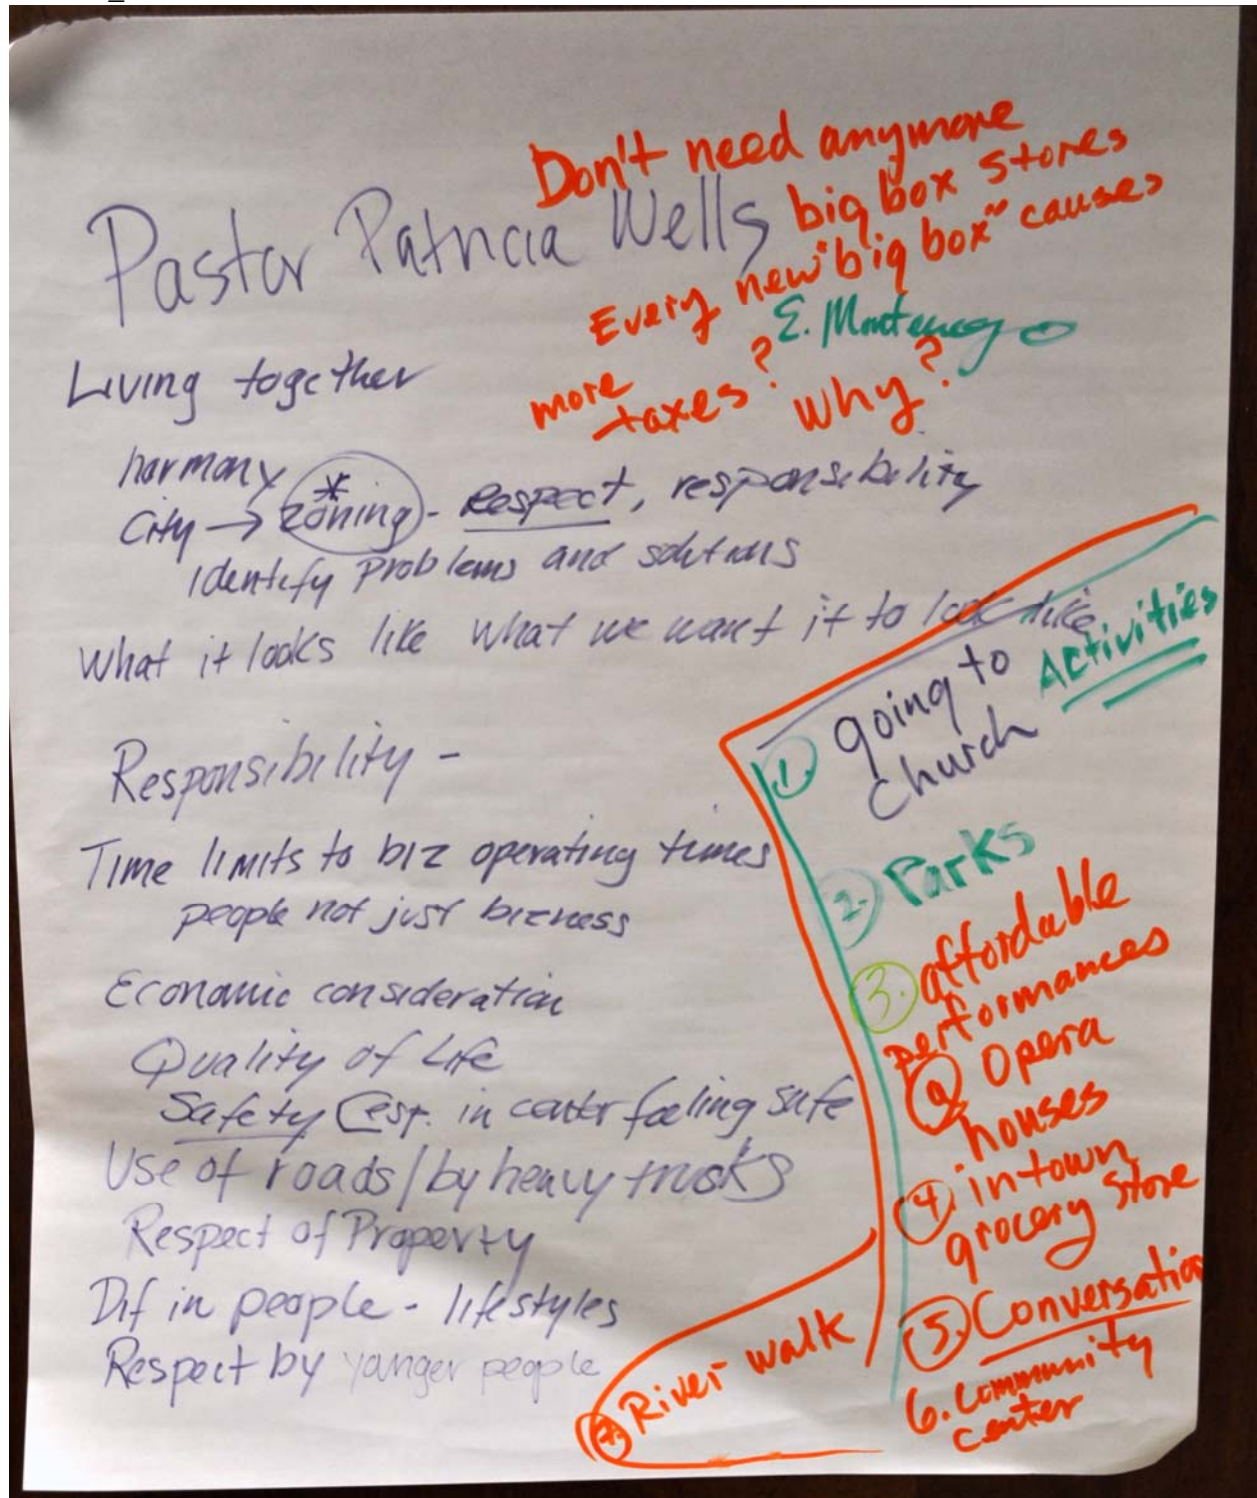 Don't need anymore
big box stores
Every new "big box" causes
more taxes? Why?
E. Montenegro
Pastor Patricia Wells
Living together
harmony
City → zoning * - Respect, responsibility
Identify problems and solutions
What it looks like what we want it to look like
Responsibility -
Time limits to biz operating times
people not just bizness
Economic consideration
Quality of Life
Safety (esp. in center feeling safe
Use of roads / by heavy trucks
Respect of Property
Dif in people - lifestyles
Respect by yanger people
Activities
1. going to
church
2. Parks
3. affordable
performances
a Opera
houses
4. in town
grocery store
5. Conversation
6. Community
center
7. River walk